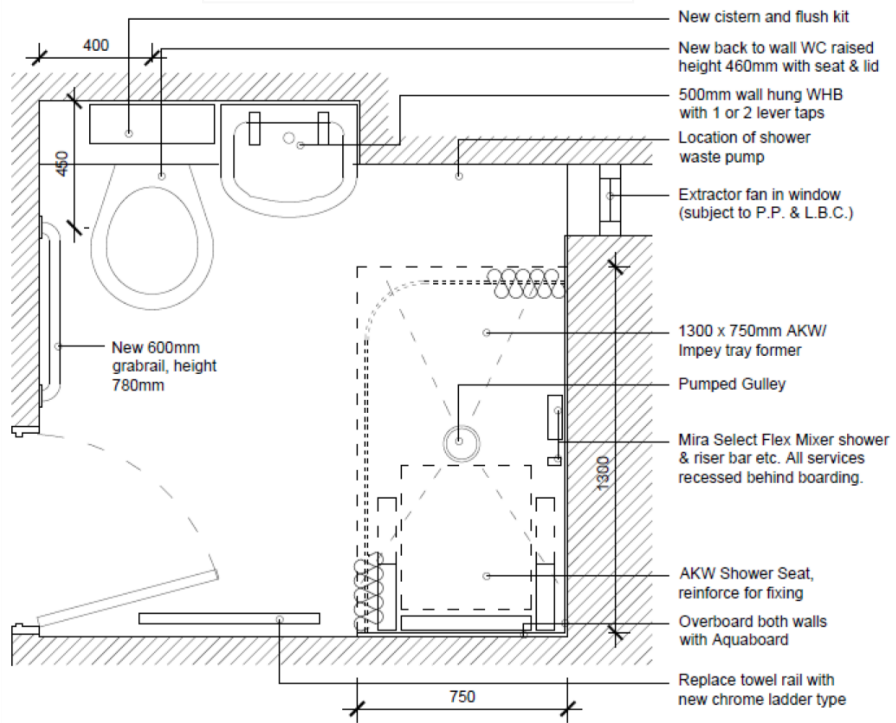 New cistern and flush kit
400
New back to wall WC raised
height 460mm with seat & lid
500mm wall hung WHB
with 1 or 2 lever taps
Location of shower
waste pump
450
Extractor fan in window
(subject to P.P. & L.B.C.)
New 600mm
grabrail, height
780mm
1300 x 750mm AKW/
Impey tray former
Pumped Gulley
Mira Select Flex Mixer shower
& riser bar etc. All services
recessed behind boarding.
1300
AKW Shower Seat,
reinforce for fixing
Overboard both walls
with Aquaboard
Replace towel rail with
new chrome ladder type
750